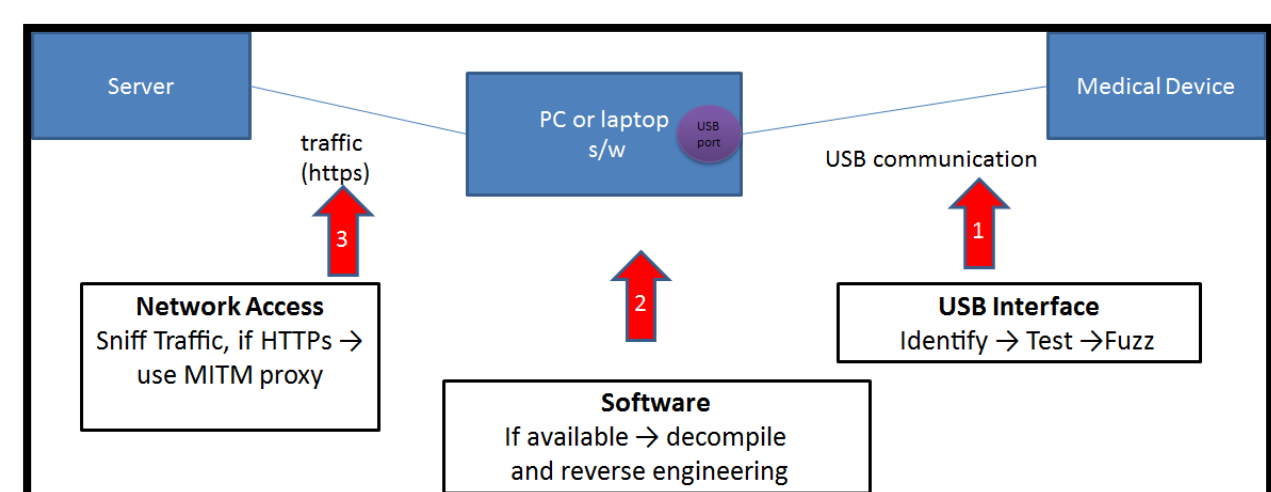 Server
PC or laptop
s/w
USB
port
Medical Device
traffic
(https)
USB communication
3
2
1
Network Access
Sniff Traffic, if HTTPs →
use MITM proxy
Software
If available → decompile
and reverse engineering
USB Interface
Identify → Test →Fuzz